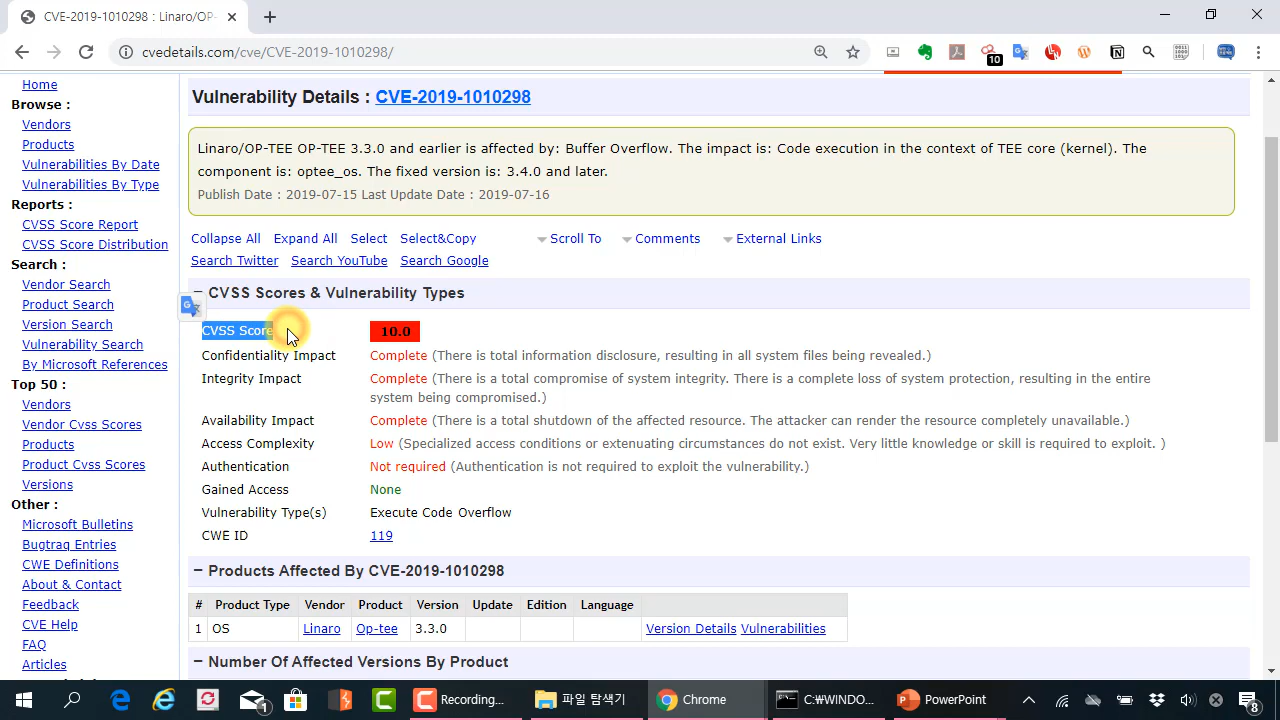 CVE-2019-1010298 : Linaro/OP-
cvedetails.com/cve/CVE-2019-1010298/
10
Home
Browse :
Vendors
Products
Vulnerabilities By Date
Vulnerabilities By Type
Reports :
CVSS Score Report
CVSS Score Distribution
Search :
Vendor Search
Product Search
Version Search
Vulnerability Search
By Microsoft References
Top 50 :
Vendors
Vendor Cvss Scores
Products
Product Cvss Scores
Versions
Other :
Microsoft Bulletins
Bugtraq Entries
CWE Definitions
About & Contact
Feedback
CVE Help
FAQ
Articles
Vulnerability Details : CVE-2019-1010298
Linaro/OP-TEE OP-TEE 3.3.0 and earlier is affected by: Buffer Overflow. The impact is: Code execution in the context of TEE core (kernel). The
component is: optee_os. The fixed version is: 3.4.0 and later.
Publish Date : 2019-07-15 Last Update Date : 2019-07-16
Collapse All Expand All Select Select&Copy Scroll To Comments External Links
Search Twitter Search YouTube Search Google
− CVSS Scores & Vulnerability Types
CVSS Score 10.0
Confidentiality Impact Complete (There is total information disclosure, resulting in all system files being revealed.)
Integrity Impact Complete (There is a total compromise of system integrity. There is a complete loss of system protection, resulting in the entire
system being compromised.)
Availability Impact Complete (There is a total shutdown of the affected resource. The attacker can render the resource completely unavailable.)
Access Complexity Low (Specialized access conditions or extenuating circumstances do not exist. Very little knowledge or skill is required to exploit. )
Authentication Not required (Authentication is not required to exploit the vulnerability.)
Gained Access None
Vulnerability Type(s) Execute Code Overflow
CWE ID 119
− Products Affected By CVE-2019-1010298
# Product Type Vendor Product Version Update Edition Language
1 OS Linaro Op-tee 3.3.0 Version Details Vulnerabilities
− Number Of Affected Versions By Product
1 Recording... 파일 탐색기 Chrome C:₩WINDO... PowerPoint 8